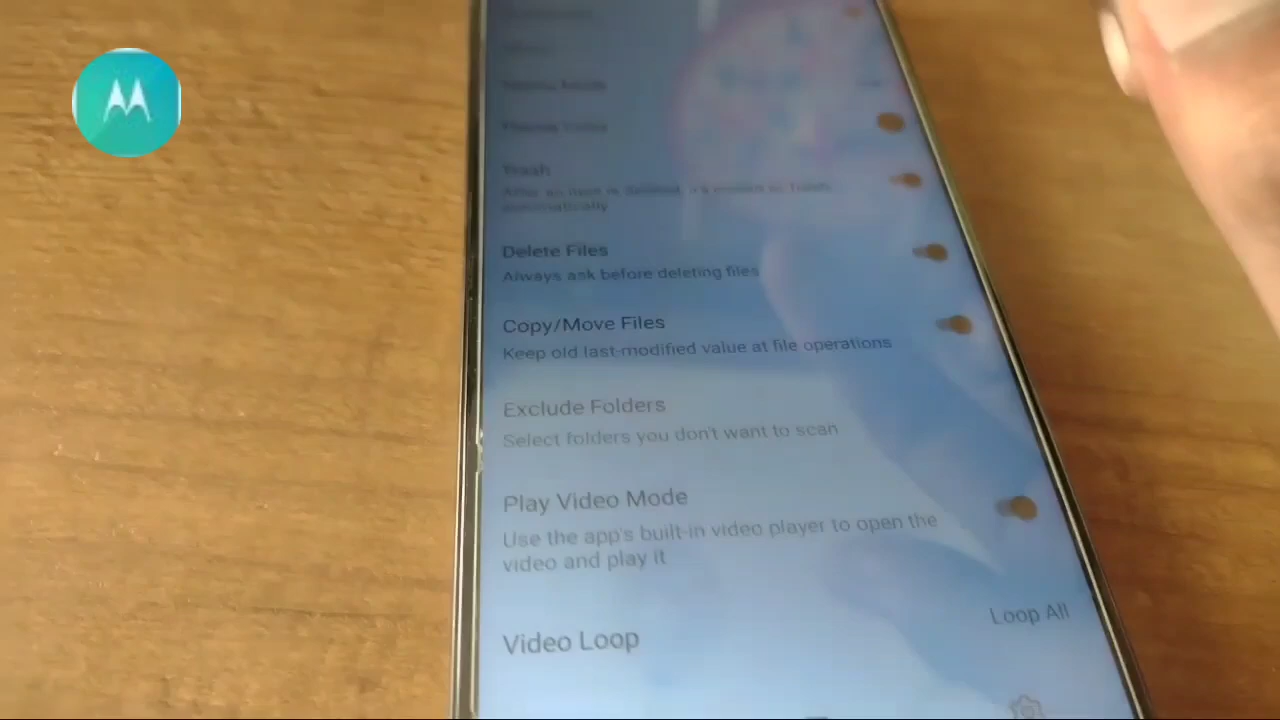 Trash
Delete Files
Always ask before deleting files
Copy/Move Files
Keep old last-modified value at file operations
Exclude Folders
Select folders you don't want to scan
Play Video Mode
Use the app's built-in video player to open the
video and play it
Loop All
Video Loop